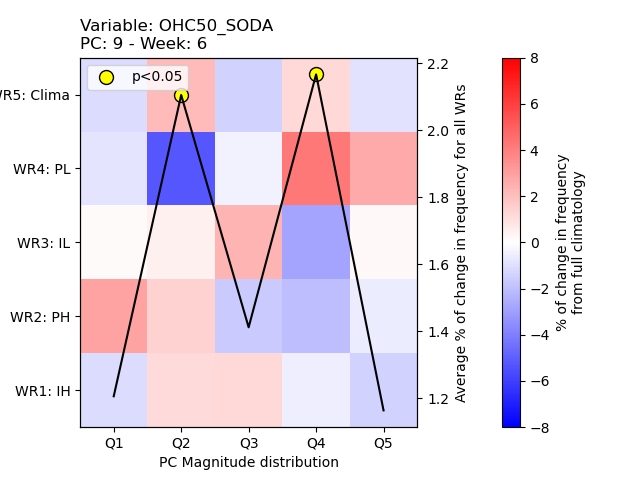 Variable: OHC50_SODA
PC: 9 - Week: 6
p<0.05
WR5: Clima
WR4: PL
WR3: IL
WR2: PH
WR1: IH
Q1 Q2 Q3 Q4 Q5
PC Magnitude distribution
2.2
2.0
1.8
1.6
1.4
1.2
Average % of change in frequency for all WRs
8
6
4
2
0
−2
−4
−6
−8
% of change in frequency
from full climatology